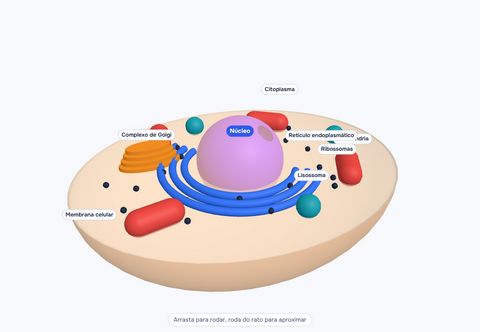 Citoplasma
Núcleo
Complexo de Golgi
Retículo endoplasmático
Ribossomas
Lisossoma
Membrana celular
Arrasta para rodar, roda do rato para aproximar